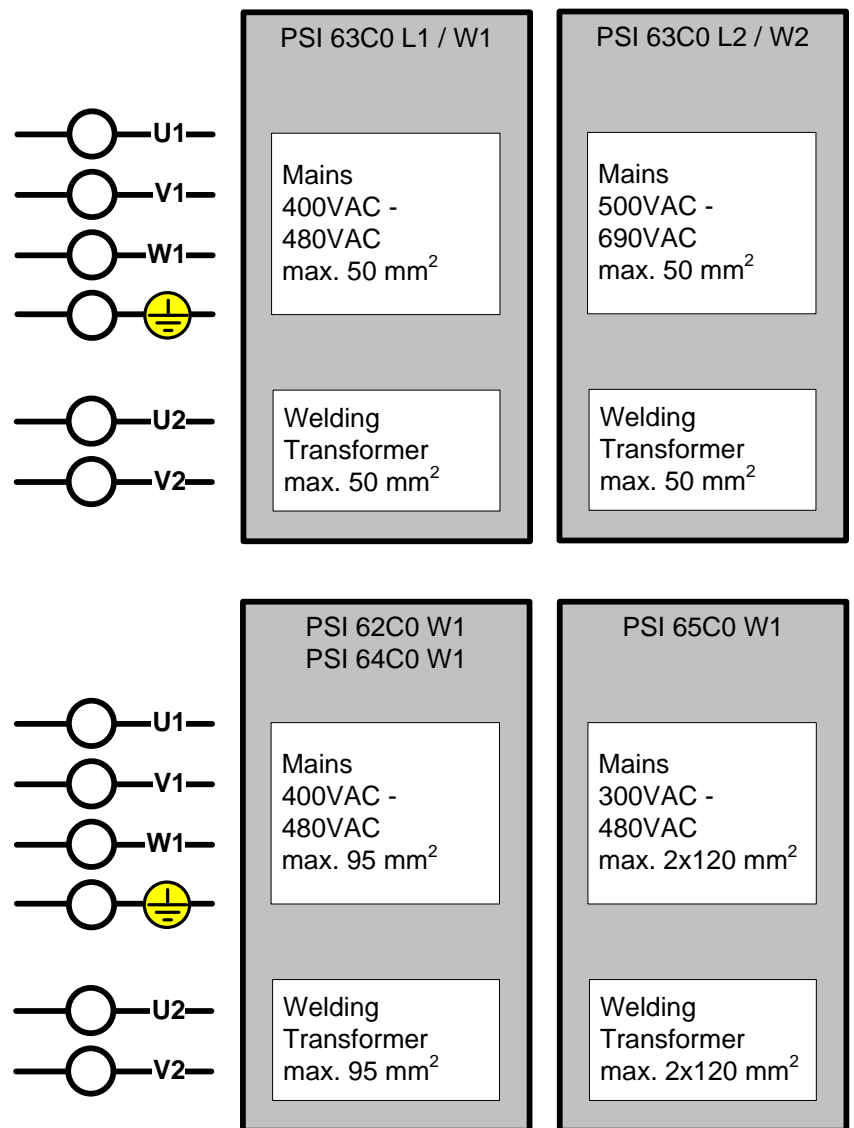 PSI 63C0 L1 / W1
PSI 63C0 L2 / W2
U1
V1
W1
U2
V2
Mains
400VAC -
480VAC
max. 50 mm²
Welding
Transformer
max. 50 mm²
Mains
500VAC -
690VAC
max. 50 mm²
Welding
Transformer
max. 50 mm²
PSI 62C0 W1
PSI 64C0 W1
PSI 65C0 W1
U1
V1
W1
U2
V2
Mains
400VAC -
480VAC
max. 95 mm²
Welding
Transformer
max. 95 mm²
Mains
300VAC -
480VAC
max. 2x120 mm²
Welding
Transformer
max. 2x120 mm²